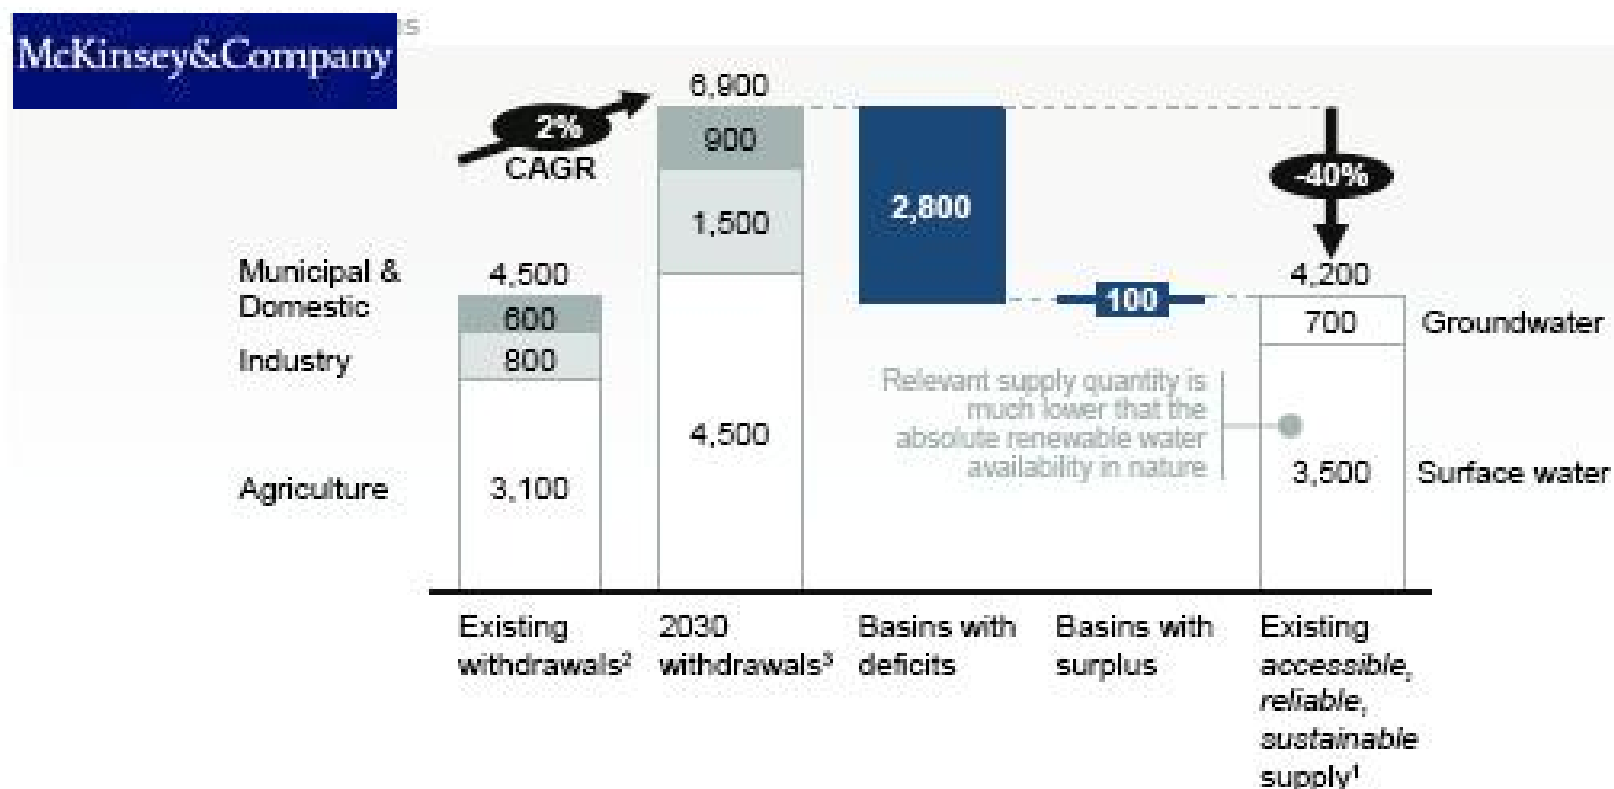 McKinsey&Company
6,900
2%
CAGR
900
1,500
4,500
2,800
100
-40%
4,200
700
Groundwater
3,500
Surface water
Municipal &
Domestic
4,500
600
Industry
800
Agriculture
3,100
Relevant supply quantity is
much lower that the
absolute renewable water
availability in nature
Existing
withdrawals²
2030
withdrawals³
Basins with
deficits
Basins with
surplus
Existing
accessible,
reliable,
sustainable
supply¹